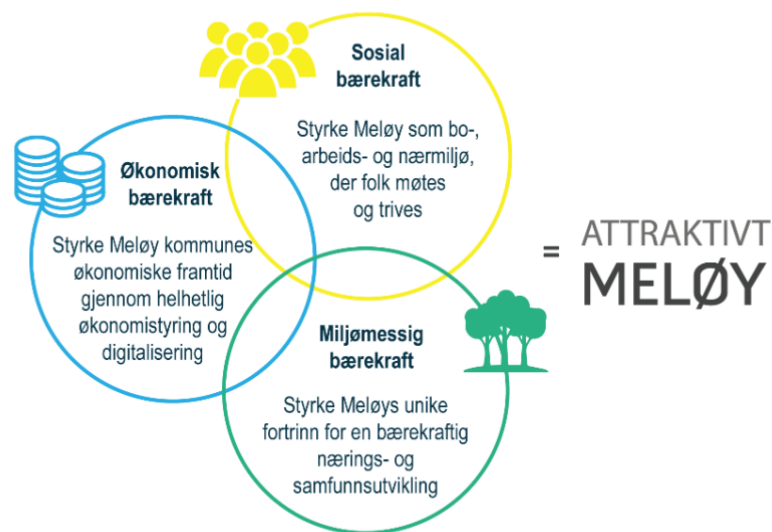 Sosial
bærekraft
Styrke Meløy som bo-,
arbeids- og nærmiljø,
der folk møtes
og trives
Økonomisk
bærekraft
Styrke Meløy kommunes
økonomiske framtid
gjennom helhetlig
økonomistyring og
digitalisering
Miljømessig
bærekraft
Styrke Meløys unike
fortrinn for en bærekraftig
nærings- og
samfunnsutvikling
= ATTRAKTIVT
MELØY